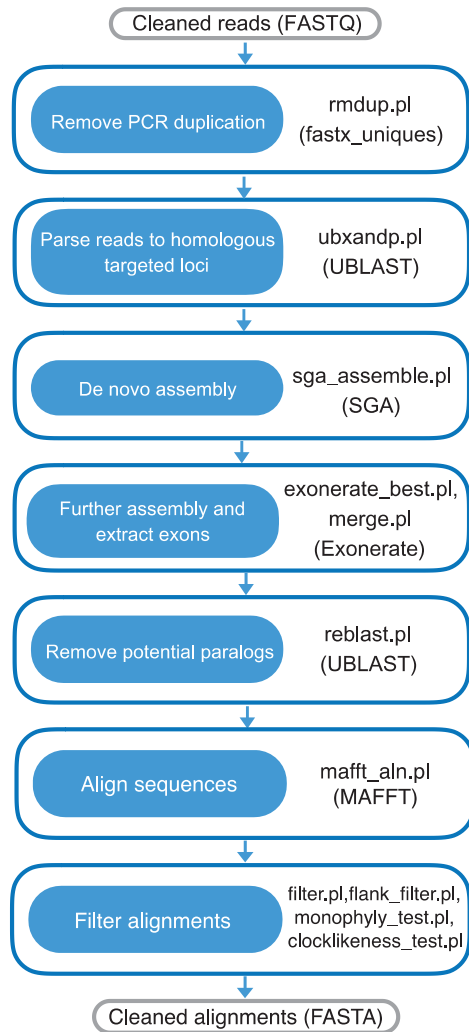 Cleaned reads (FASTQ)
Remove PCR duplication
rmdup.pl
(fastx_uniques)
Parse reads to homologous
targeted loci
ubxandp.pl
(UBLAST)
De novo assembly
sga_assemble.pl
(SGA)
Further assembly and
extract exons
exonerate_best.pl,
merge.pl
(Exonerate)
Remove potential paralogs
reblast.pl
(UBLAST)
Align sequences
mafft_aln.pl
(MAFFT)
Filter alignments
filter.pl,flank_filter.pl,
monophyly_test.pl,
clocklikeness_test.pl
Cleaned alignments (FASTA)